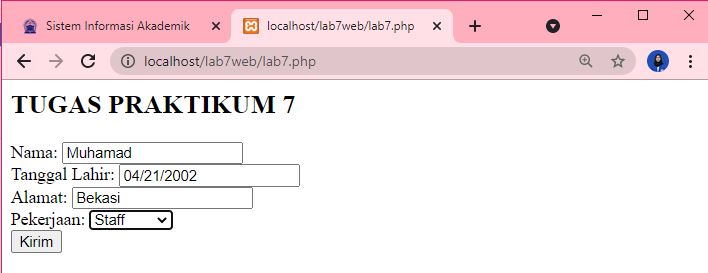 Sistem Informasi Akademik
localhost/lab7web/lab7.php
localhost/lab7web/lab7.php
TUGAS PRAKTIKUM 7
Nama: Muhamad
Tanggal Lahir: 04/21/2002
Alamat: Bekasi
Pekerjaan: Staff
Kirim